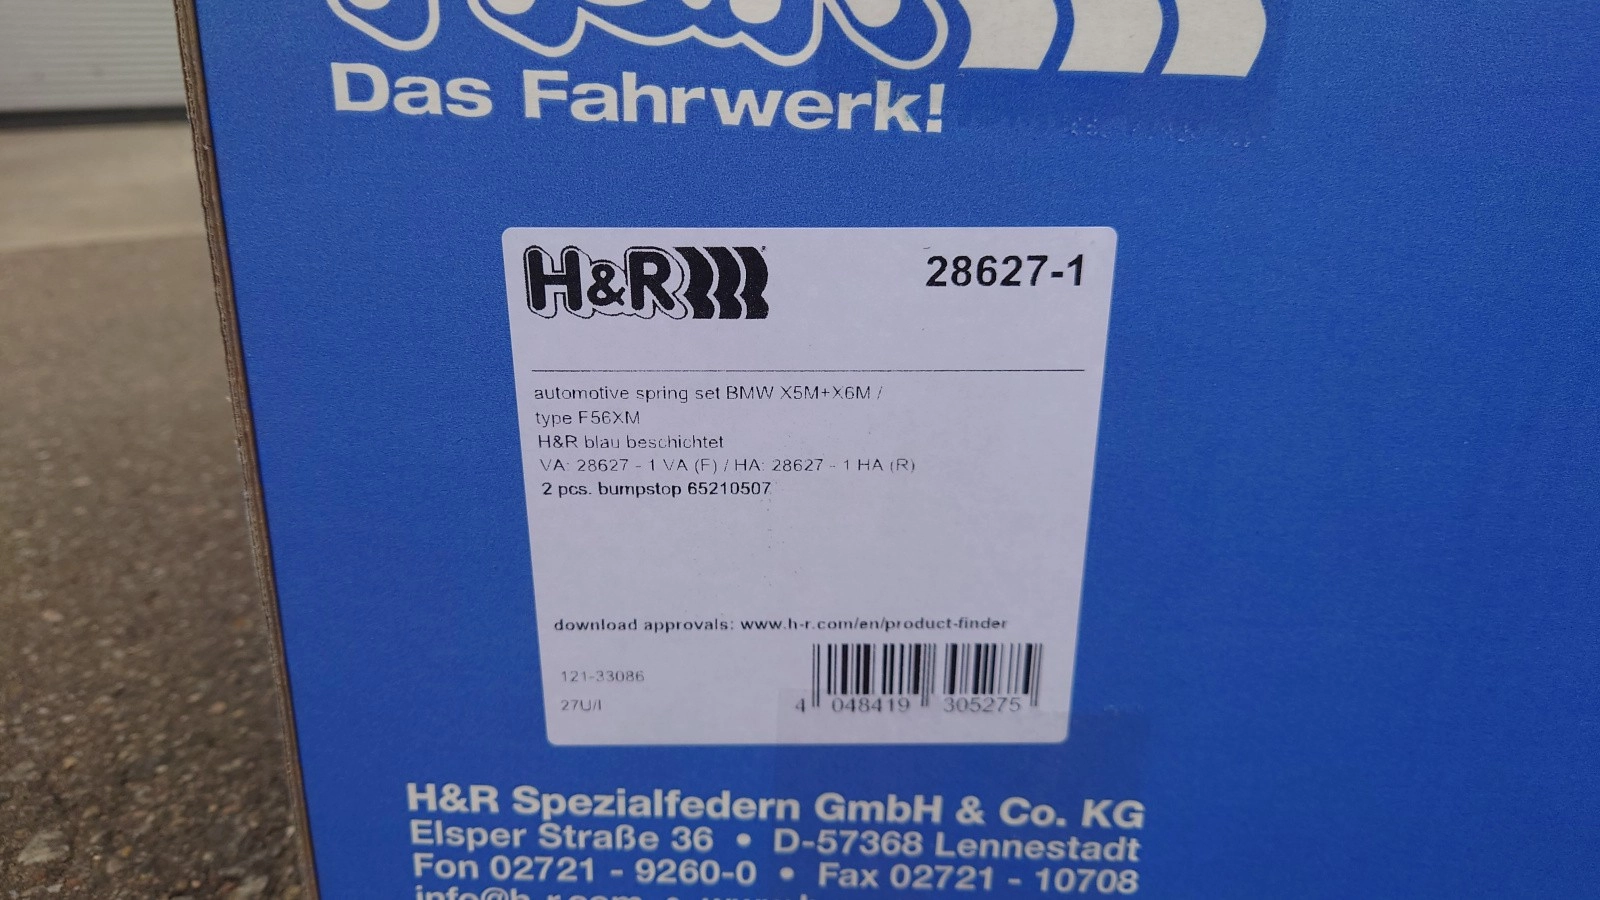 H&R
Das Fahrwerk!
H&R
28627-1
automotive spring set BMW X5M+X6M /
type F56XM
H&R blau beschichtet
VA: 28627 - 1 VA (F) / HA: 28627 - 1 HA (R)
2 pcs. bumpstop 65210507
download approvals: www.h-r.com/en/product-finder
121-33086
27U/I
4 048419 305275
H&R Spezialfedern GmbH & Co. KG
Elsper Straße 36 • D-57368 Lennestadt
Fon 02721 - 9260-0 • Fax 02721 - 10708
info@h-r.com •